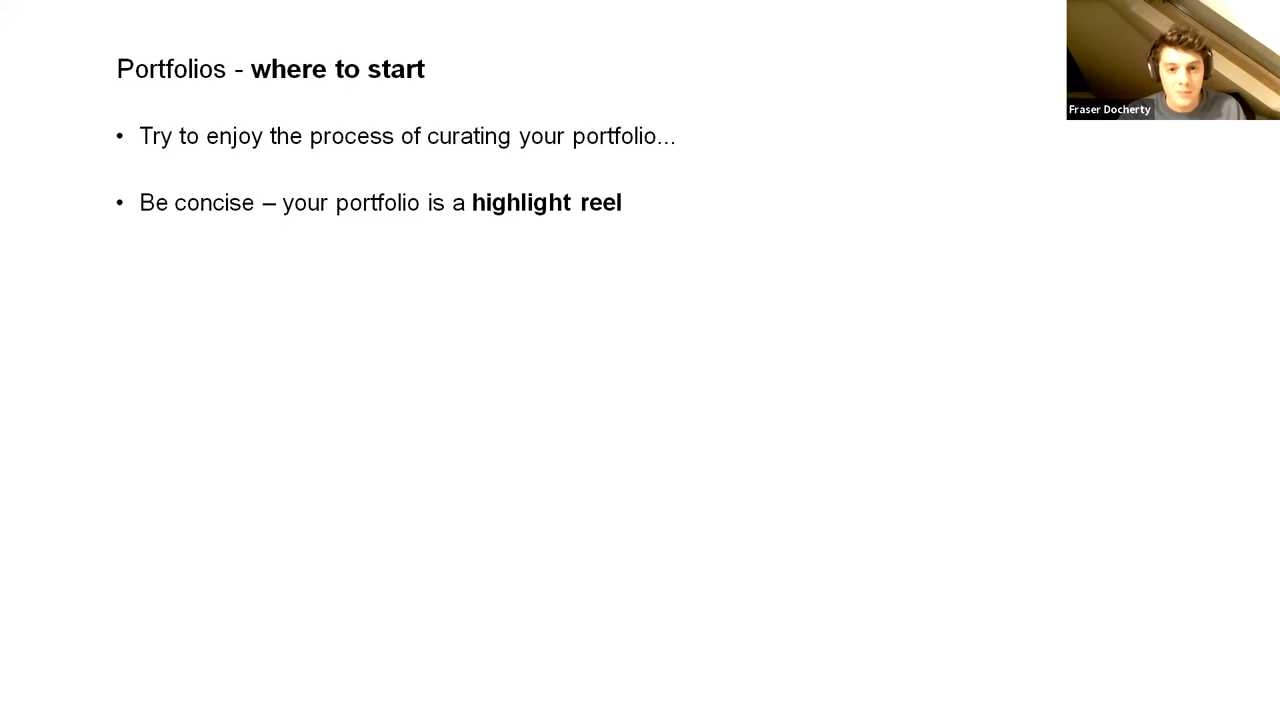 Portfolios - where to start
Fraser Docherty
• Try to enjoy the process of curating your portfolio...
• Be concise – your portfolio is a highlight reel